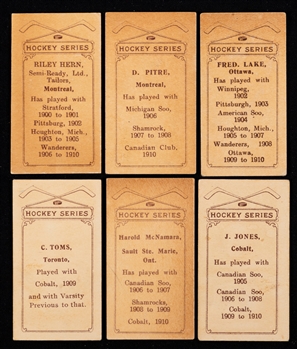 HOCKEY SERIES
RILEY HERN,
Semi-Ready, Ltd.,
Tailors,
Montreal,
Has played with
Stratford,
1900 to 1901
Pittsburg, 1902
Houghton, Mich.,
1903 to 1905
Wanderers,
1906 to 1910
HOCKEY SERIES
D. PITRE,
Montreal,
Has played with
Michigan Soo,
1906
Shamrock,
1907 to 1908
Canadian Club,
1910
HOCKEY SERIES
FRED. LAKE,
Ottawa,
Has played with
Winnipeg,
1902
Pittsburgh, 1903
American Soo,
1904
Houghton, Mich.,
1905 to 1907
Wanderers, 1908
Ottawa,
1909 to 1910
HOCKEY SERIES
C. TOMS,
Toronto,
Played with
Cobalt, 1909
and with Varsity
Previous to that.
HOCKEY SERIES
Harold McNamara,
Sault Ste. Marie,
Ont.
Has played with
Canadian Soo,
1906 to 1907
Shamrocks,
1908 to 1909
Cobalt, 1910
HOCKEY SERIES
J. JONES,
Cobalt,
Has played with
Canadian Soo,
1905
Canadian Soo,
1906 to 1908
Cobalt,
1909 to 1910